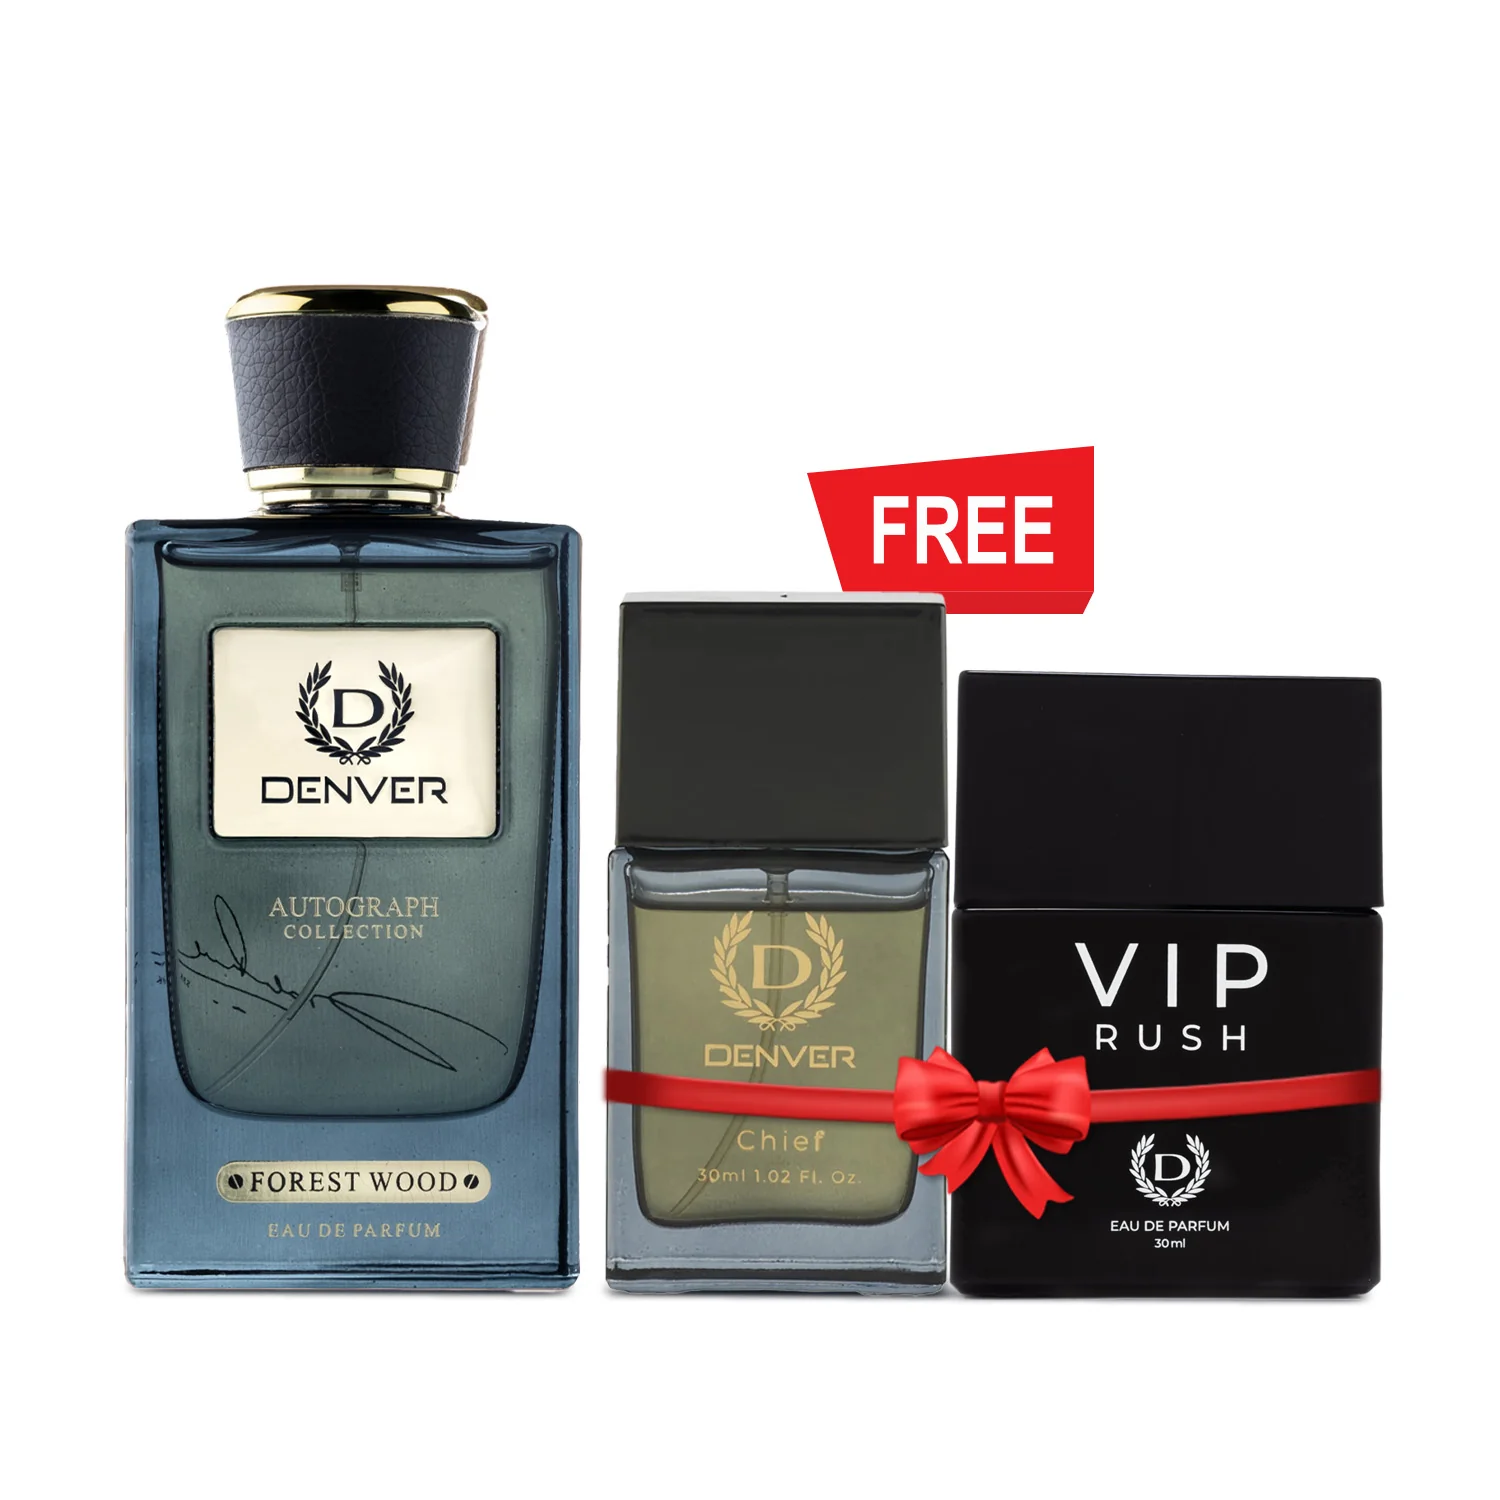 D
DENVER
AUTOGRAPH
COLLECTION
FOREST WOOD
EAU DE PARFUM
FREE
D
DENVER
Chief
30ml 1.02 Fl. Oz.
VIP
RUSH
D
EAU DE PARFUM
30ml